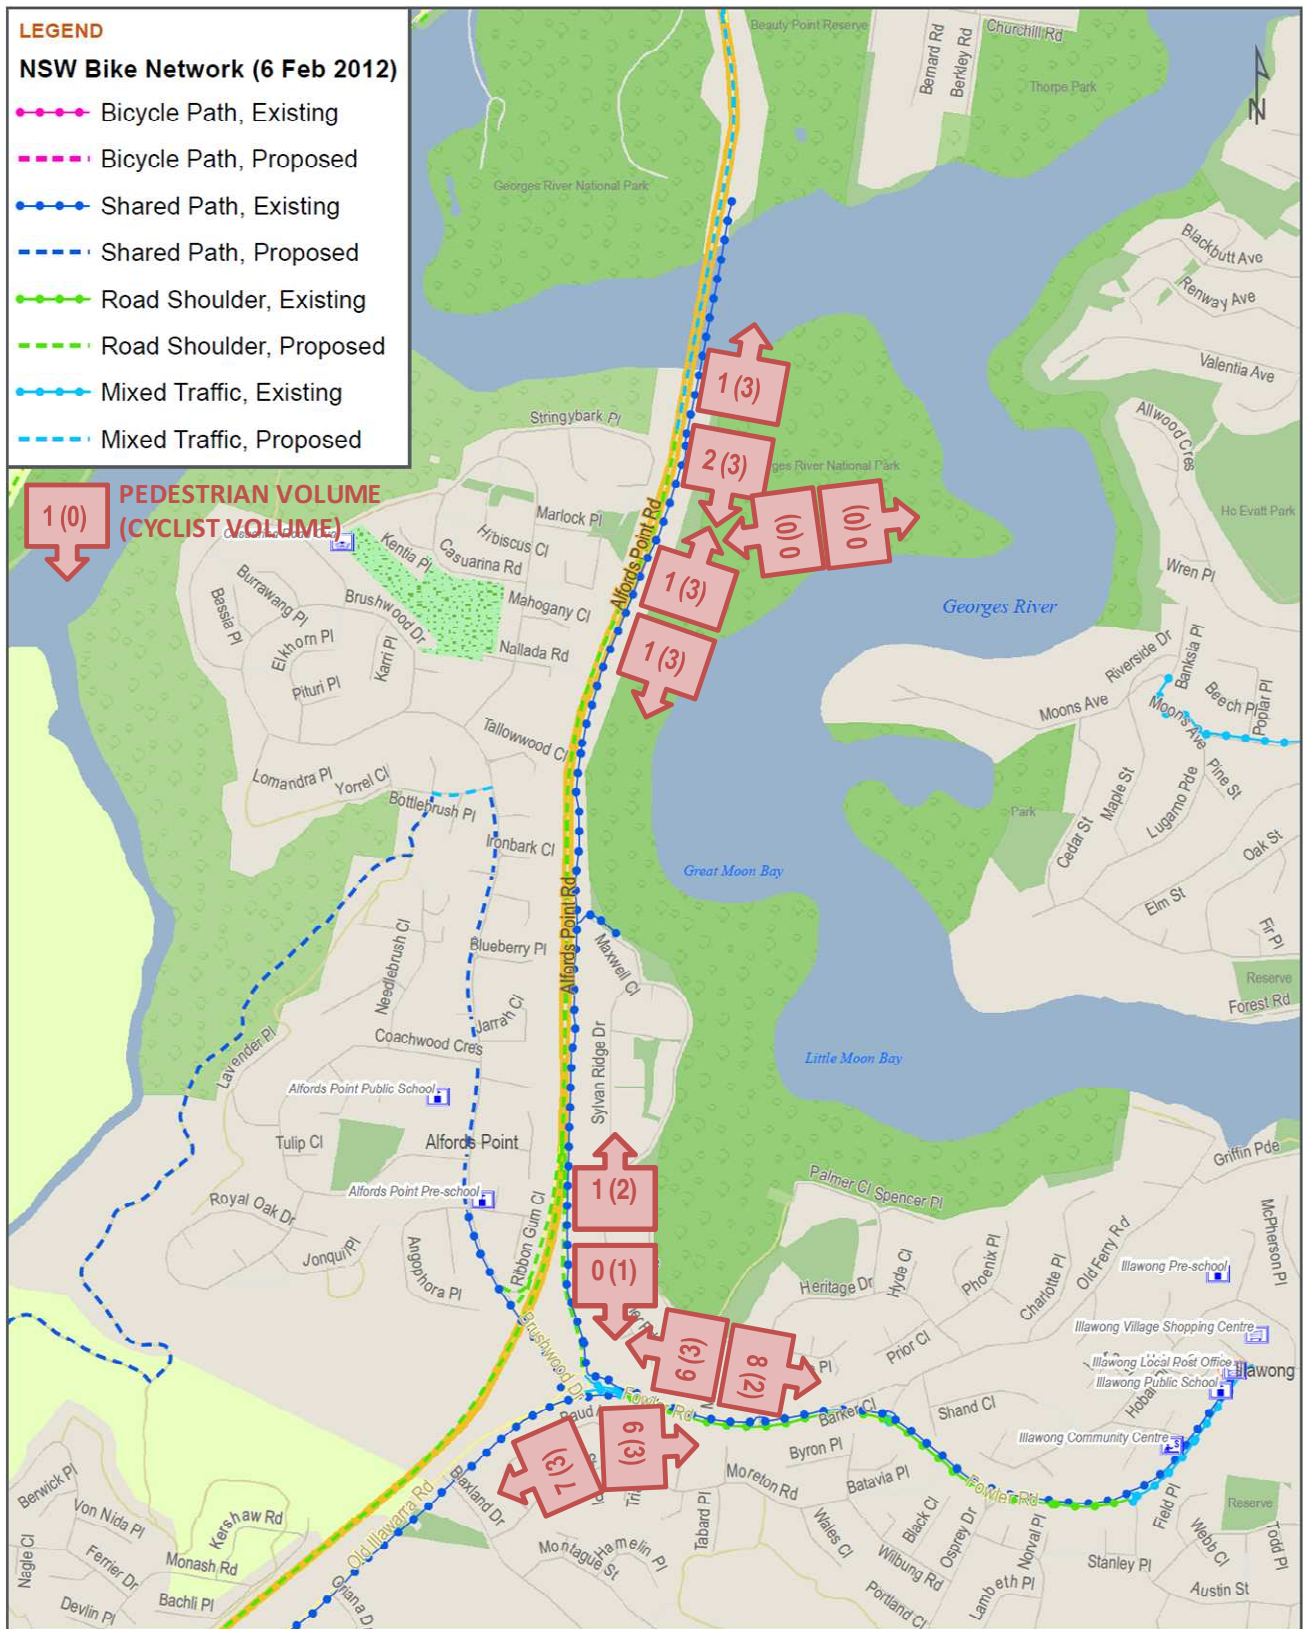 LEGEND
NSW Bike Network (6 Feb 2012)
Bicycle Path, Existing
Bicycle Path, Proposed
Shared Path, Existing
Shared Path, Proposed
Road Shoulder, Existing
Road Shoulder, Proposed
Mixed Traffic, Existing
Mixed Traffic, Proposed
1 (0)
PEDESTRIAN VOLUME
(CYCLIST VOLUME)
Beauty Point Reserve
Bernard Rd
Berkley Rd
Churchill Rd
Thorpe Park
N
Georges River National Park
Blackbutt Ave
Renway Ave
Valentia Ave
Allwood Cres
Ho Evatt Park
Wren Pl
1 (3)
2 (3)
ges River National Park
0 (0)
0 (0)
1 (3)
1 (3)
Stringybark Pl
Marlock Pl
Hibiscus Cl
Casuarina Rd
Kentia Pl
Casuarina Road Oval
Alfords Point Rd
Burrawang Pl
Bassia Pl
Brushwood Dr
Mahogany Cl
Elkhorn Pl
Karri Pl
Nallada Rd
Pituri Pl
Georges River
Riverside Dr
Banksia Pl
Beech Pl
Poplar Pl
Moons Ave
Moons Ave
Tallowwood Cl
Lomandra Pl
Yorrel Cl
Bottlebrush Pl
Ironbark Cl
Pine St
Maple St
Lugarno Pde
Cedar St
Park
Oak St
Great Moon Bay
Elm St
Fir Pl
Alfords Point Rd
Needlebrush Cl
Blueberry Pl
Maxwell Cl
Reserve
Forest Rd
Jarrah Cl
Coachwood Cres
Lavender Pl
Sylvan Ridge Dr
Little Moon Bay
Alfords Point Public School
Tulip Cl
Alfords Point
Griffin Pde
Alfords Point Pre-school
Royal Oak Dr
Jonquil Pl
Angophora Pl
Ribbon Gum Cl
1 (2)
0 (1)
Palmer Cl
Spencer Pl
McPherson Pl
Old Ferry Rd
Phoenix Pl
Hyde Cl
Charlotte Pl
Heritage Dr
Illawong Pre-school
Illawong Village Shopping Centre
Prior Cl
Illawong Local Post Office
Illawong
Illawong Public School
Brushwood Dr
9 (3)
8 (2)
Pl
Fowler Rd
Barker Cl
Shand Cl
Illawong Community Centre
6 (3)
7 (3)
Byron Pl
Batavia Pl
Moreton Rd
Fowler Rd
Field Pl
Reserve
Berwick Pl
Von Nida Pl
Kershaw Rd
Old Illawarra Rd
Baxland Dr
Tabard Pl
Wales Cl
Black Cl
Osprey Dr
Norval Pl
Webb Cl
Todd Pl
Nagle Cl
Ferrier Dr
Monash Rd
Montague St
Hamelin Pl
Wilburg Rd
Lambeth Pl
Stanley Pl
Austin St
Bachli Pl
Devlin Pl
Oriana D
Portland Cl